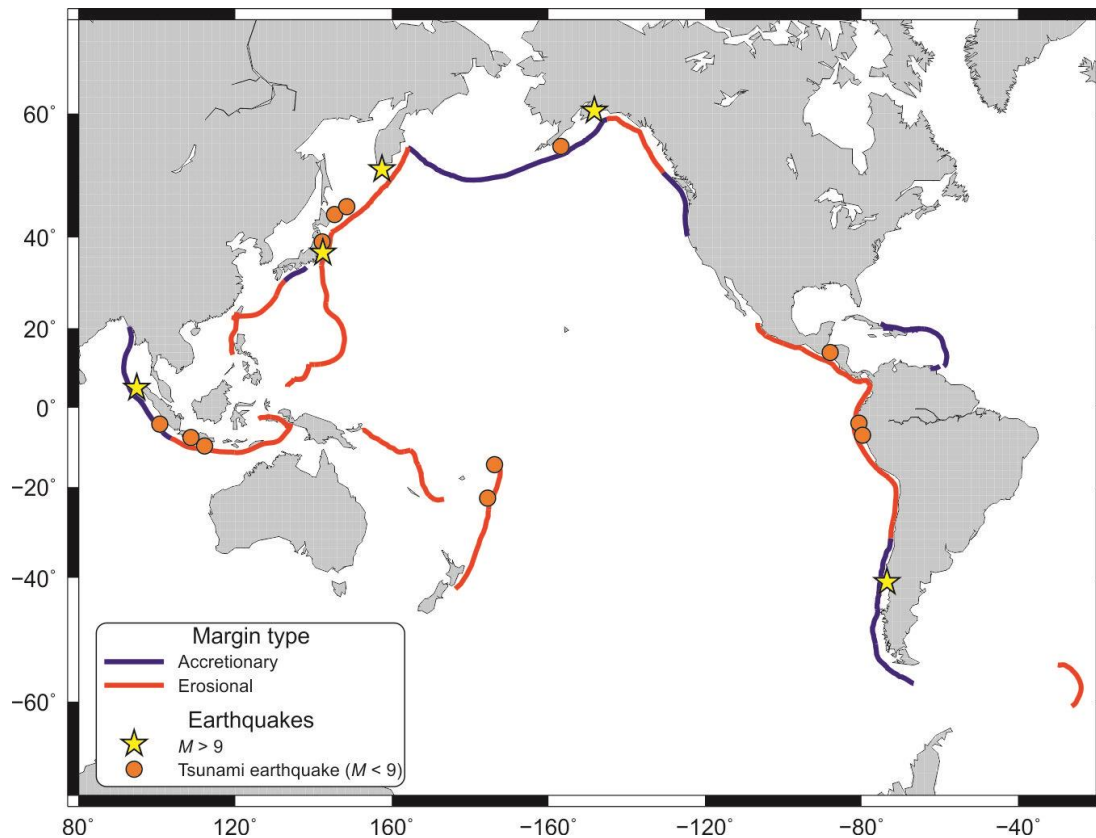 60°
40°
20°
0°
−20°
−40°
−60°
Margin type
Accretionary
Erosional
Earthquakes
M > 9
Tsunami earthquake (M < 9)
80° 120° 160° −160° −120° −80° −40°